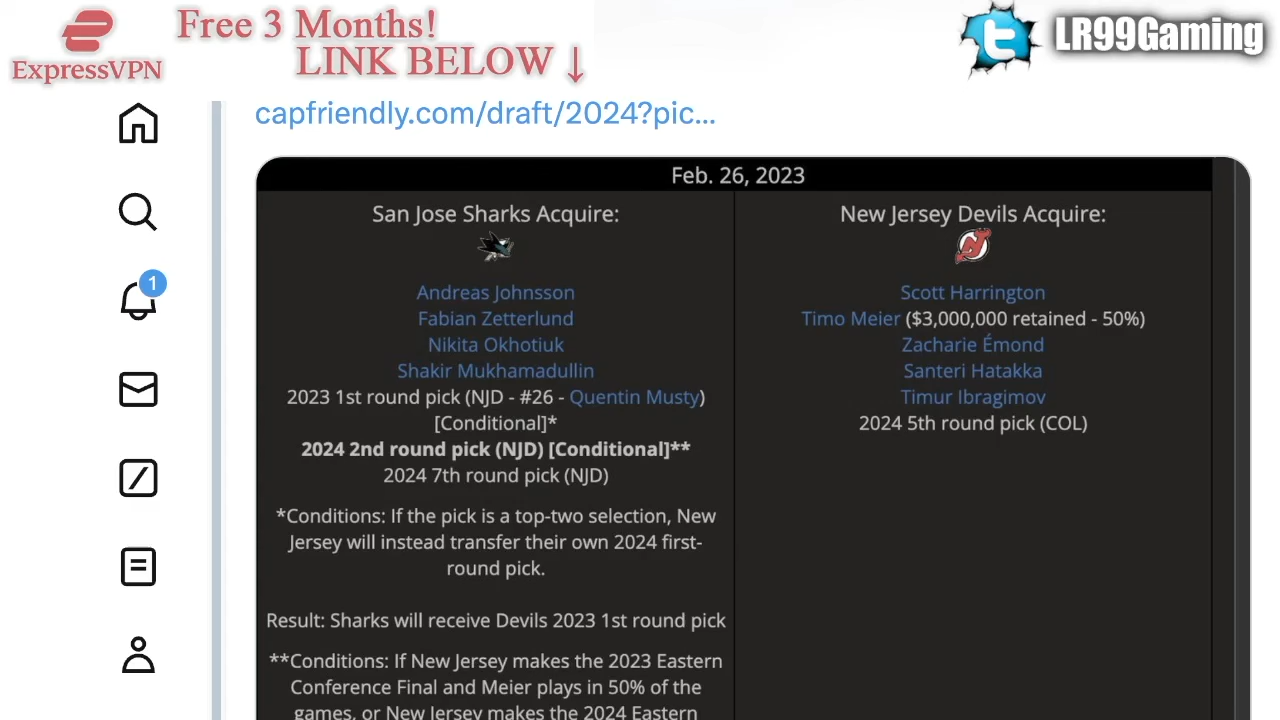 Free 3 Months!
LINK BELOW ↓
ExpressVPN
LR99Gaming
capfriendly.com/draft/2024?pic...
1
Feb. 26, 2023
San Jose Sharks Acquire:
Andreas Johnsson
Fabian Zetterlund
Nikita Okhotiuk
Shakir Mukhamadullin
2023 1st round pick (NJD - #26 - Quentin Musty)
[Conditional]*
2024 2nd round pick (NJD) [Conditional]**
2024 7th round pick (NJD)
*Conditions: If the pick is a top-two selection, New
Jersey will instead transfer their own 2024 first-
round pick.
Result: Sharks will receive Devils 2023 1st round pick
**Conditions: If New Jersey makes the 2023 Eastern
Conference Final and Meier plays in 50% of the
games, or New Jersey makes the 2024 Eastern
New Jersey Devils Acquire:
Scott Harrington
Timo Meier ($3,000,000 retained - 50%)
Zacharie Émond
Santeri Hatakka
Timur Ibragimov
2024 5th round pick (COL)